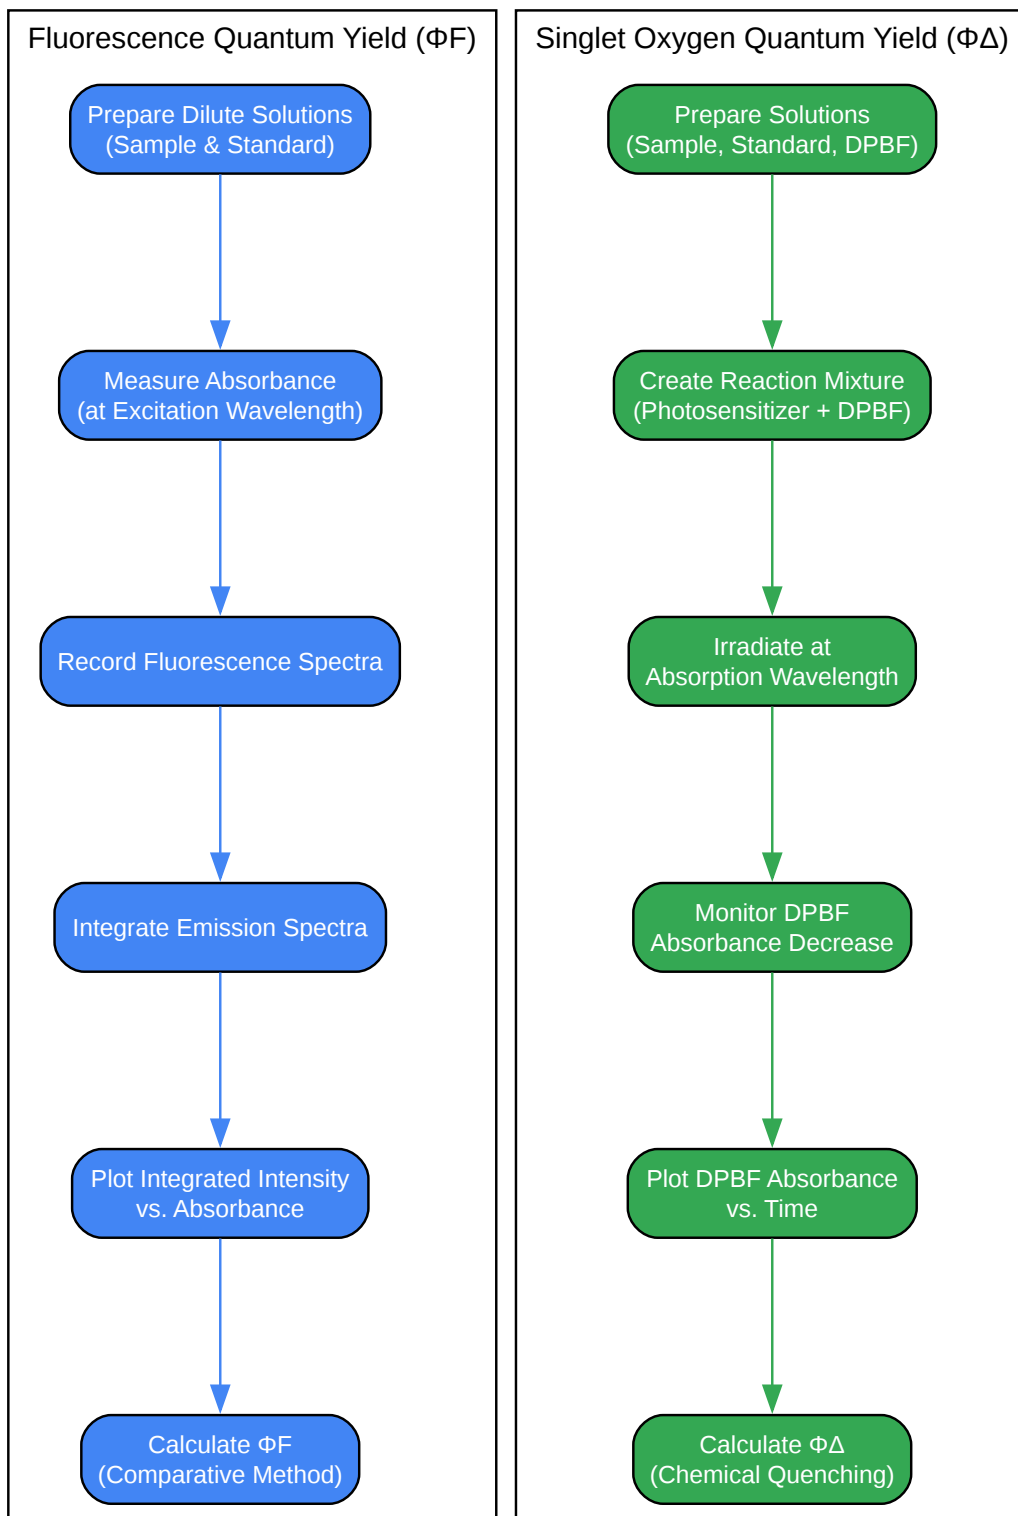 Fluorescence Quantum Yield (ΦF)
Prepare Dilute Solutions
(Sample & Standard)
Measure Absorbance
(at Excitation Wavelength)
Record Fluorescence Spectra
Integrate Emission Spectra
Plot Integrated Intensity
vs. Absorbance
Calculate ΦF
(Comparative Method)
Singlet Oxygen Quantum Yield (ΦΔ)
Prepare Solutions
(Sample, Standard, DPBF)
Create Reaction Mixture
(Photosensitizer + DPBF)
Irradiate at
Absorption Wavelength
Monitor DPBF
Absorbance Decrease
Plot DPBF Absorbance
vs. Time
Calculate ΦΔ
(Chemical Quenching)